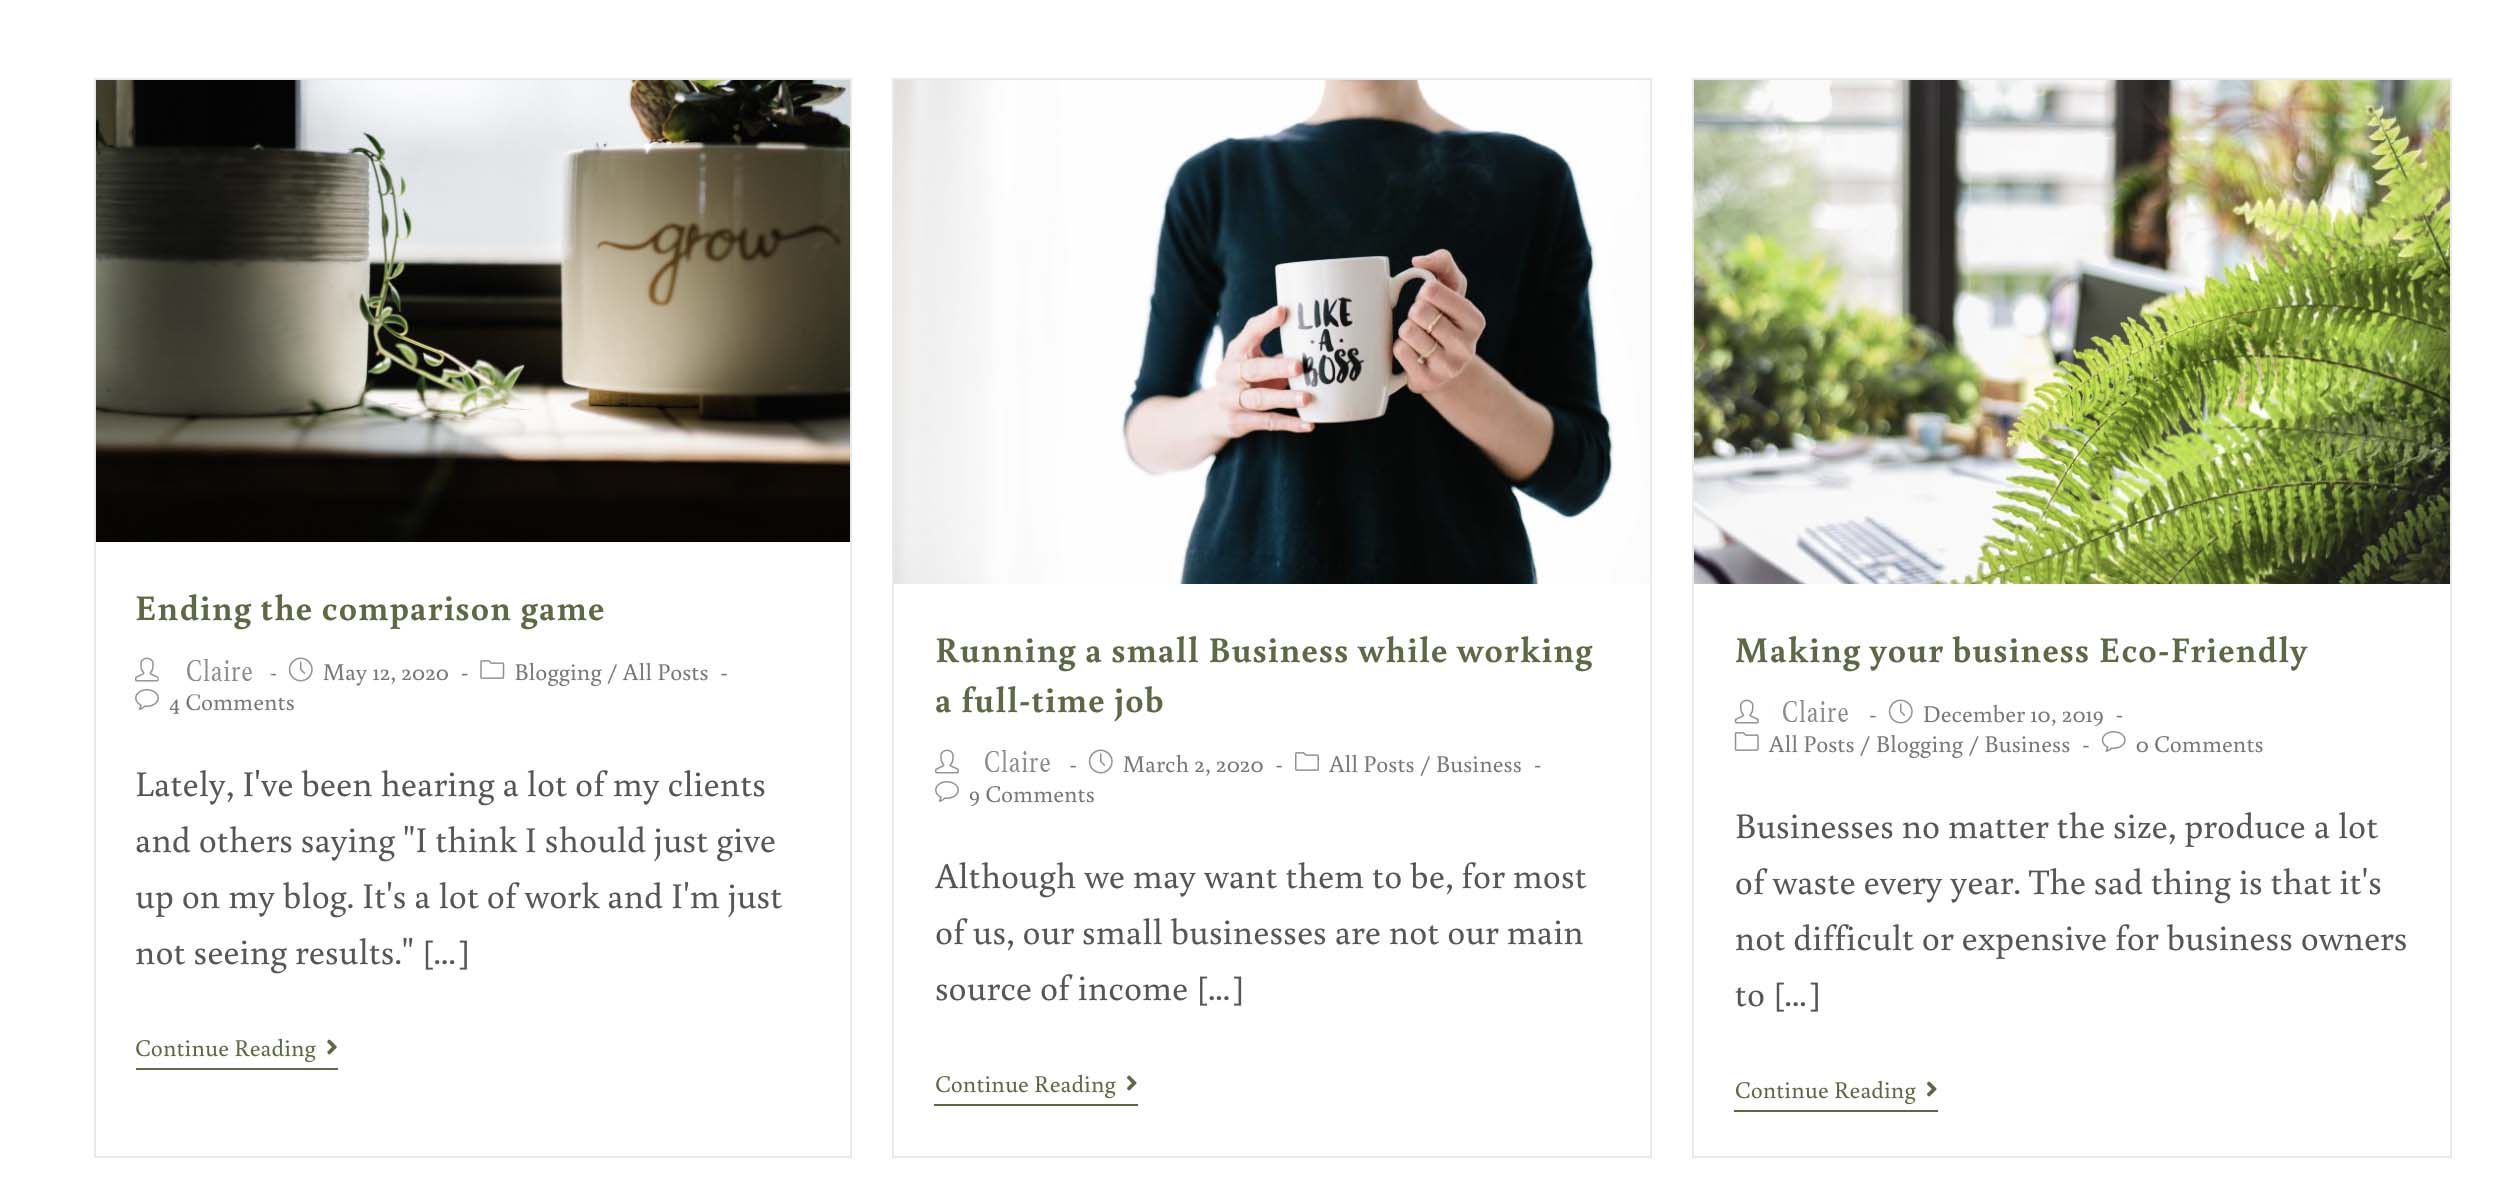 grow
Ending the comparison game
Claire - May 12, 2020 - Blogging / All Posts -
4 Comments
Lately, I've been hearing a lot of my clients
and others saying "I think I should just give
up on my blog. It's a lot of work and I'm just
not seeing results." [...]
Continue Reading
LIKE
·A·
BOSS
Running a small Business while working
a full-time job
Claire - March 2, 2020 - All Posts / Business -
9 Comments
Although we may want them to be, for most
of us, our small businesses are not our main
source of income [...]
Continue Reading
Making your business Eco-Friendly
Claire - December 10, 2019 -
All Posts / Blogging / Business - 0 Comments
Businesses no matter the size, produce a lot
of waste every year. The sad thing is that it's
not difficult or expensive for business owners
to [...]
Continue Reading